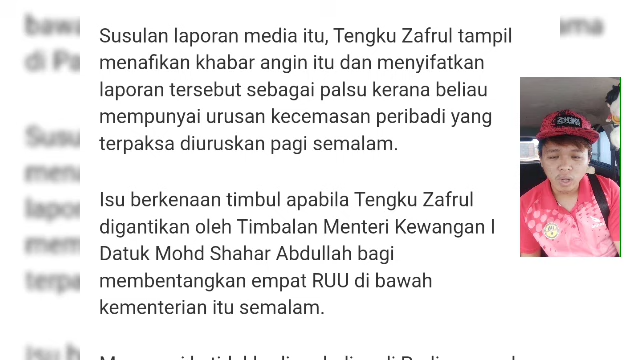 Susulan laporan media itu, Tengku Zafrul tampil
menafikan khabar angin itu dan menyifatkan
laporan tersebut sebagai palsu kerana beliau
mempunyai urusan kecemasan peribadi yang
terpaksa diuruskan pagi semalam.
Isu berkenaan timbul apabila Tengku Zafrul
digantikan oleh Timbalan Menteri Kewangan I
Datuk Mohd Shahar Abdullah bagi
membentangkan empat RUU di bawah
kementerian itu semalam.